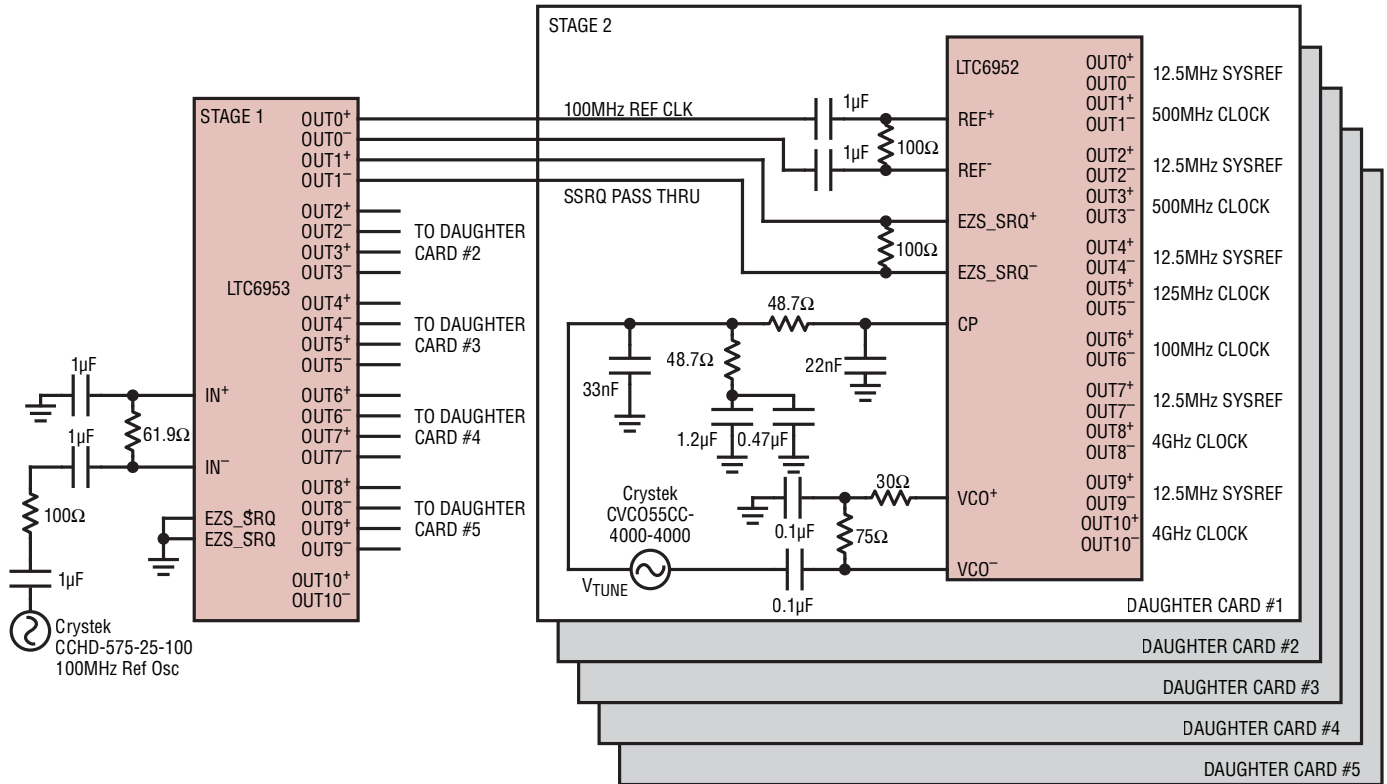 STAGE 1
LTC6953
OUT0+
OUT0−
OUT1+
OUT1−
OUT2+
OUT2−
OUT3+
OUT3−
OUT4+
OUT4−
OUT5+
OUT5−
OUT6+
OUT6−
OUT7+
OUT7−
OUT8+
OUT8−
OUT9+
OUT9−
OUT10+
OUT10−
TO DAUGHTER
CARD #2
TO DAUGHTER
CARD #3
TO DAUGHTER
CARD #4
TO DAUGHTER
CARD #5
IN+
IN−
EZS_SRQ
EZS_SRQ
1µF
1µF
61.9Ω
100Ω
1µF
Crystek
CCHD-575-25-100
100MHz Ref Osc
STAGE 2
100MHz REF CLK
SSRQ PASS THRU
1µF
1µF
100Ω
100Ω
48.7Ω
48.7Ω
33nF
22nF
1.2µF
0.47µF
Crystek
CVCO55CC-
4000-4000
VTUNE
0.1µF
0.1µF
30Ω
75Ω
LTC6952
REF+
REF-
EZS_SRQ+
EZS_SRQ−
CP
VCO+
VCO−
OUT0+
OUT0−
12.5MHz SYSREF
OUT1+
OUT1−
500MHz CLOCK
OUT2+
OUT2−
12.5MHz SYSREF
OUT3+
OUT3−
500MHz CLOCK
OUT4+
OUT4−
12.5MHz SYSREF
OUT5+
OUT5−
125MHz CLOCK
OUT6+
OUT6−
100MHz CLOCK
OUT7+
OUT7−
12.5MHz SYSREF
OUT8+
OUT8−
4GHz CLOCK
OUT9+
OUT9−
12.5MHz SYSREF
OUT10+
OUT10−
4GHz CLOCK
DAUGHTER CARD #1
DAUGHTER CARD #2
DAUGHTER CARD #3
DAUGHTER CARD #4
DAUGHTER CARD #5